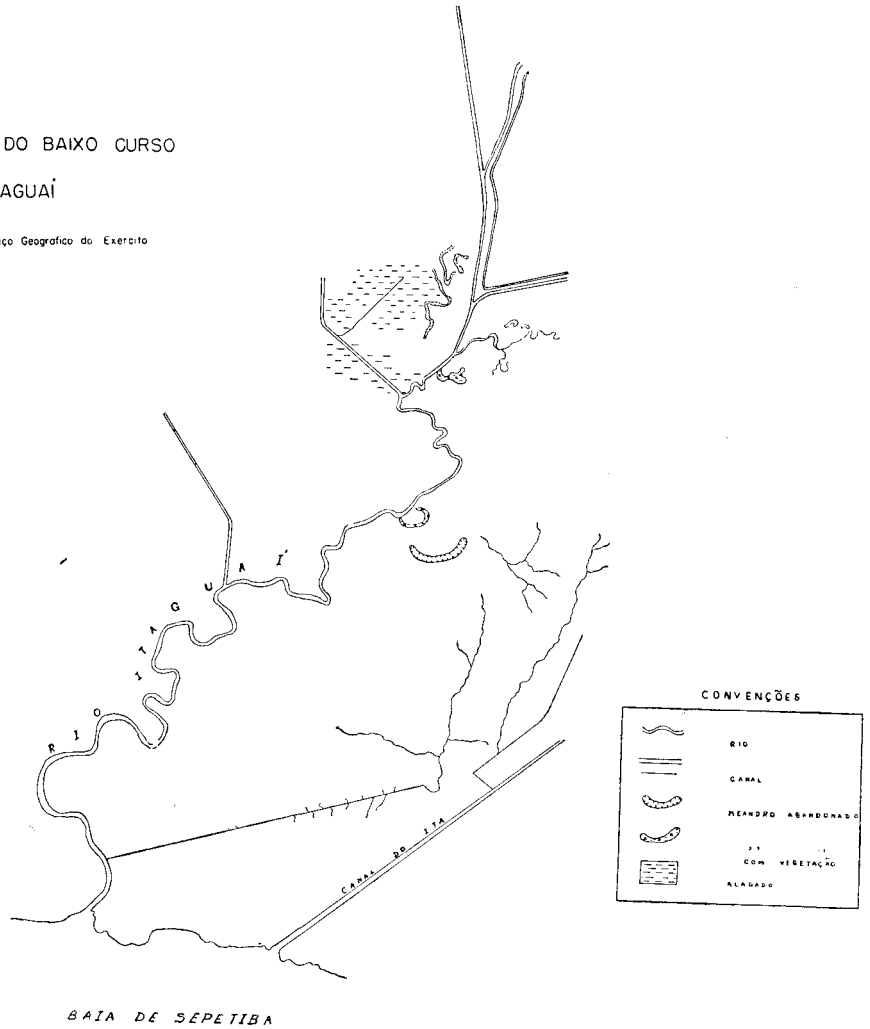 DO BAIXO CURSO
AGUAÍ
ço Geografico do Exercito
RIO ITAGUAÍ
CANAL DO ITA
BAIA DE SEPETIBA
CONVENÇÕES
RIO
CANAL
MEANDRO ABANDONADO
" "
COM VEGETAÇÃO
ALAGADO